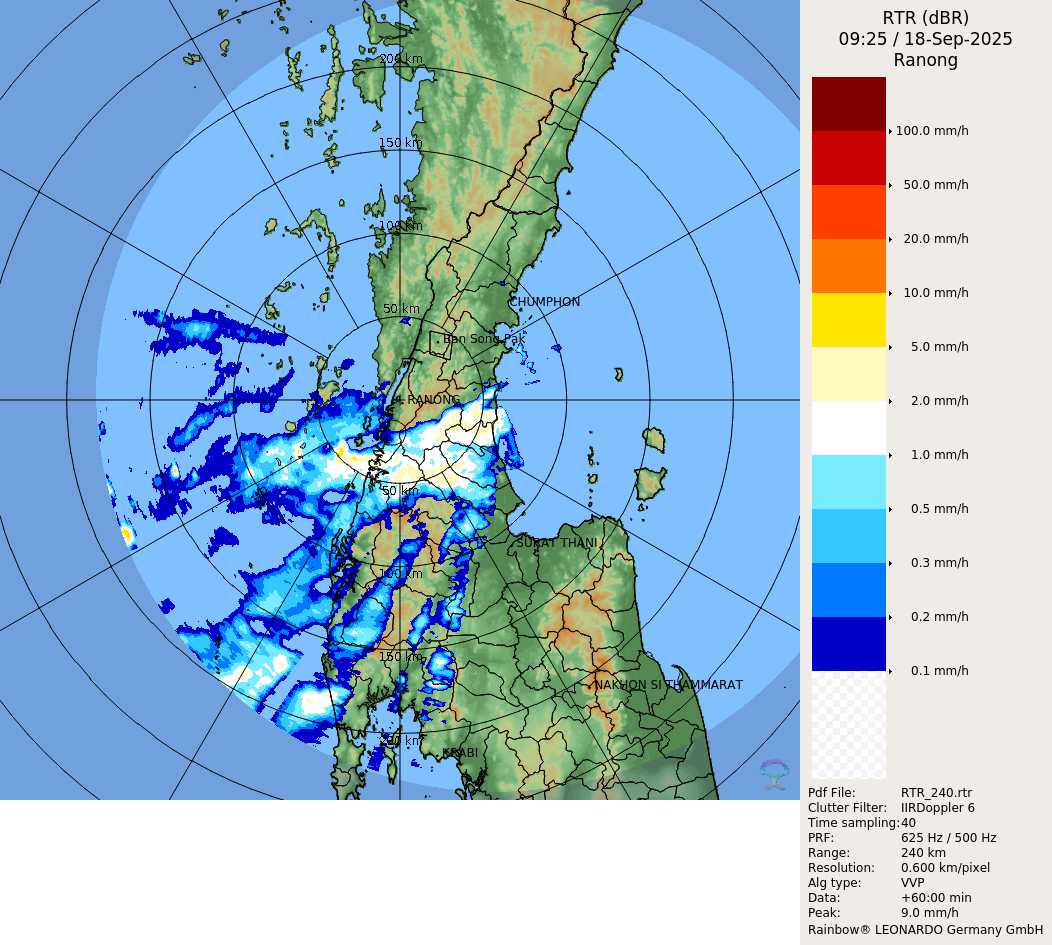 RTR (dBR)
09:25 / 18-Sep-2025
Ranong
200 km
150 km
100 km
50 km
CHUMPHON
Ban Song Pak
RANONG
50 km
SURAT THANI
100 km
150 km
NAKHON SI THAMMARAT
200 km
KRABI
100.0 mm/h
50.0 mm/h
20.0 mm/h
10.0 mm/h
5.0 mm/h
2.0 mm/h
1.0 mm/h
0.5 mm/h
0.3 mm/h
0.2 mm/h
0.1 mm/h
Pdf File: RTR_240.rtr
Clutter Filter: IIRDoppler 6
Time sampling: 40
PRF: 625 Hz / 500 Hz
Range: 240 km
Resolution: 0.600 km/pixel
Alg type: VVP
Data: +60:00 min
Peak: 9.0 mm/h
Rainbow® LEONARDO Germany GmbH